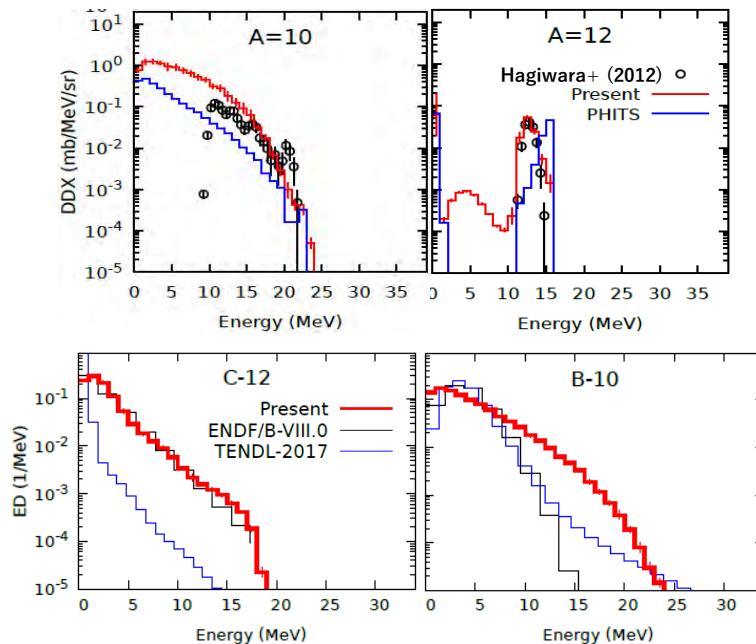 A=10
A=12
Hagiwara+ (2012)
Present
PHITS
DDX (mb/MeV/sr)
10^1
10^0
10^-1
10^-2
10^-3
10^-4
10^-5
0 5 10 15 20 25 30 35
0 5 10 15 20 25 30 35
Energy (MeV)
Energy (MeV)
C-12
B-10
Present
ENDF/B-VIII.0
TENDL-2017
ED (1/MeV)
10^-1
10^-2
10^-3
10^-4
10^-5
0 5 10 15 20 25 30
0 5 10 15 20 25 30
Energy (MeV)
Energy (MeV)